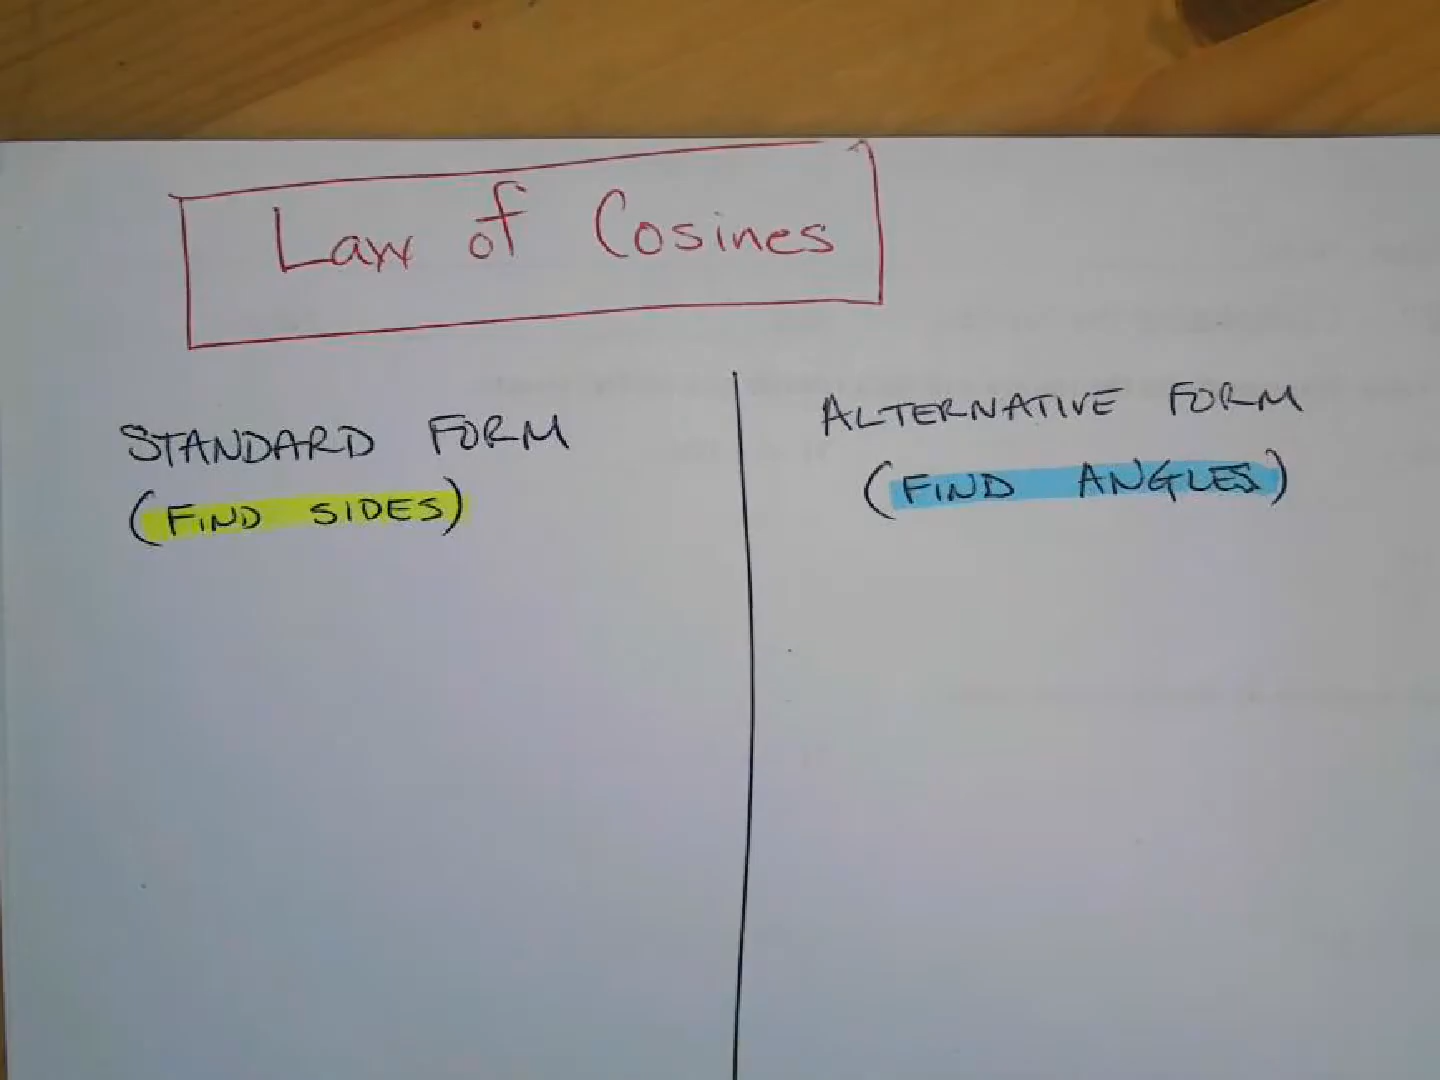 Law of Cosines
STANDARD FORM
(FIND SIDES)
ALTERNATIVE FORM
(FIND ANGLES)